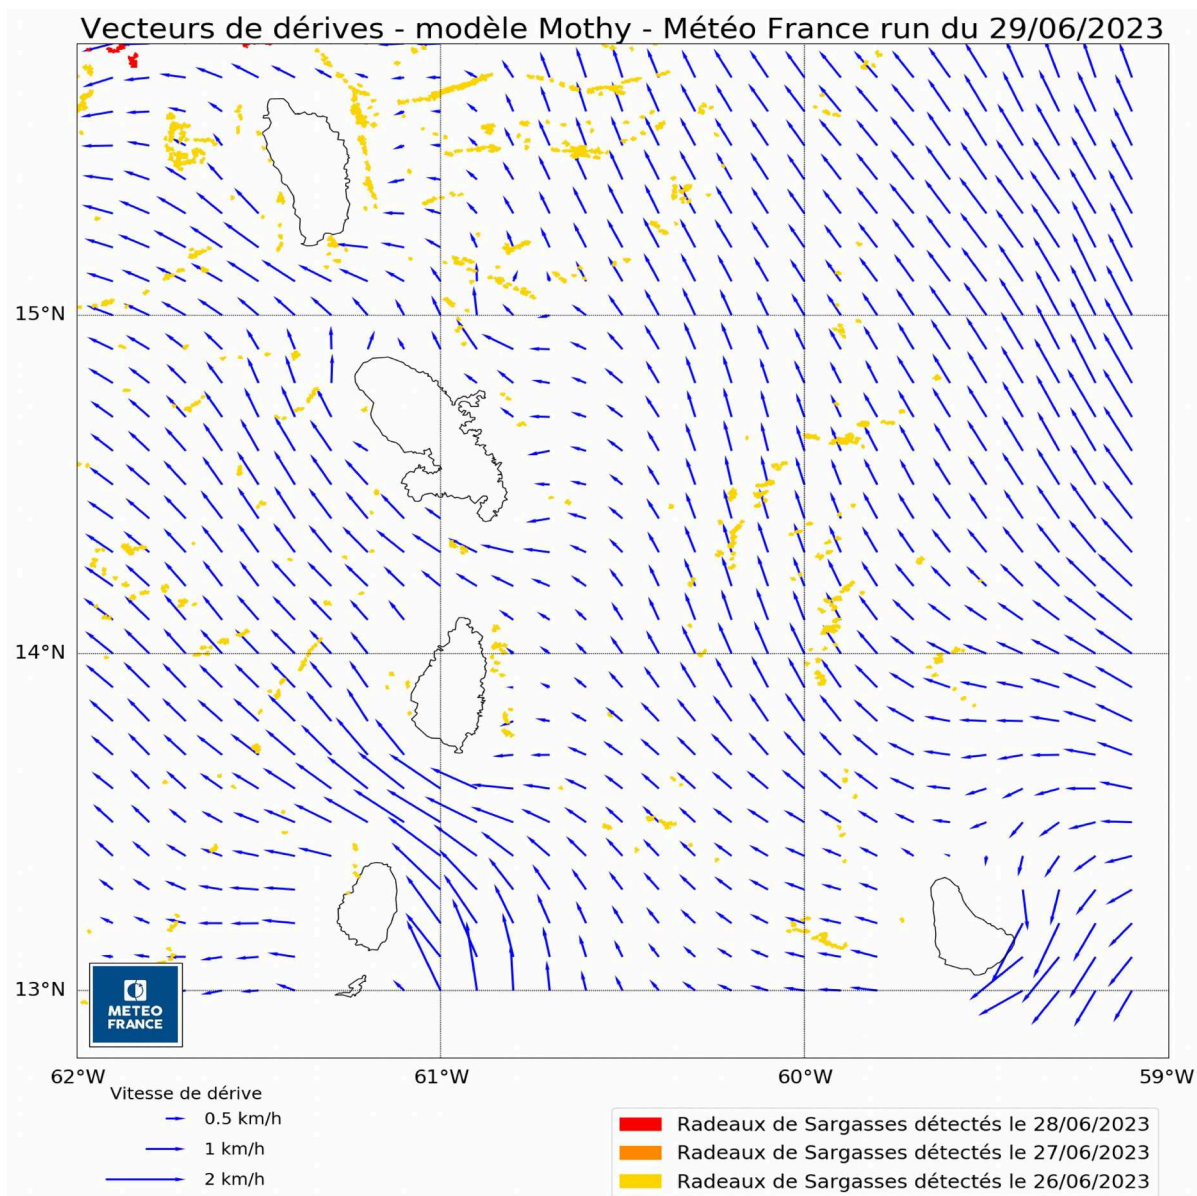 Vecteurs de dérives - modèle Mothy - Météo France run du 29/06/2023
15°N
14°N
13°N
METEO
FRANCE
62°W
61°W
60°W
59°W
Vitesse de dérive
0.5 km/h
1 km/h
2 km/h
Radeaux de Sargasses détectés le 28/06/2023
Radeaux de Sargasses détectés le 27/06/2023
Radeaux de Sargasses détectés le 26/06/2023